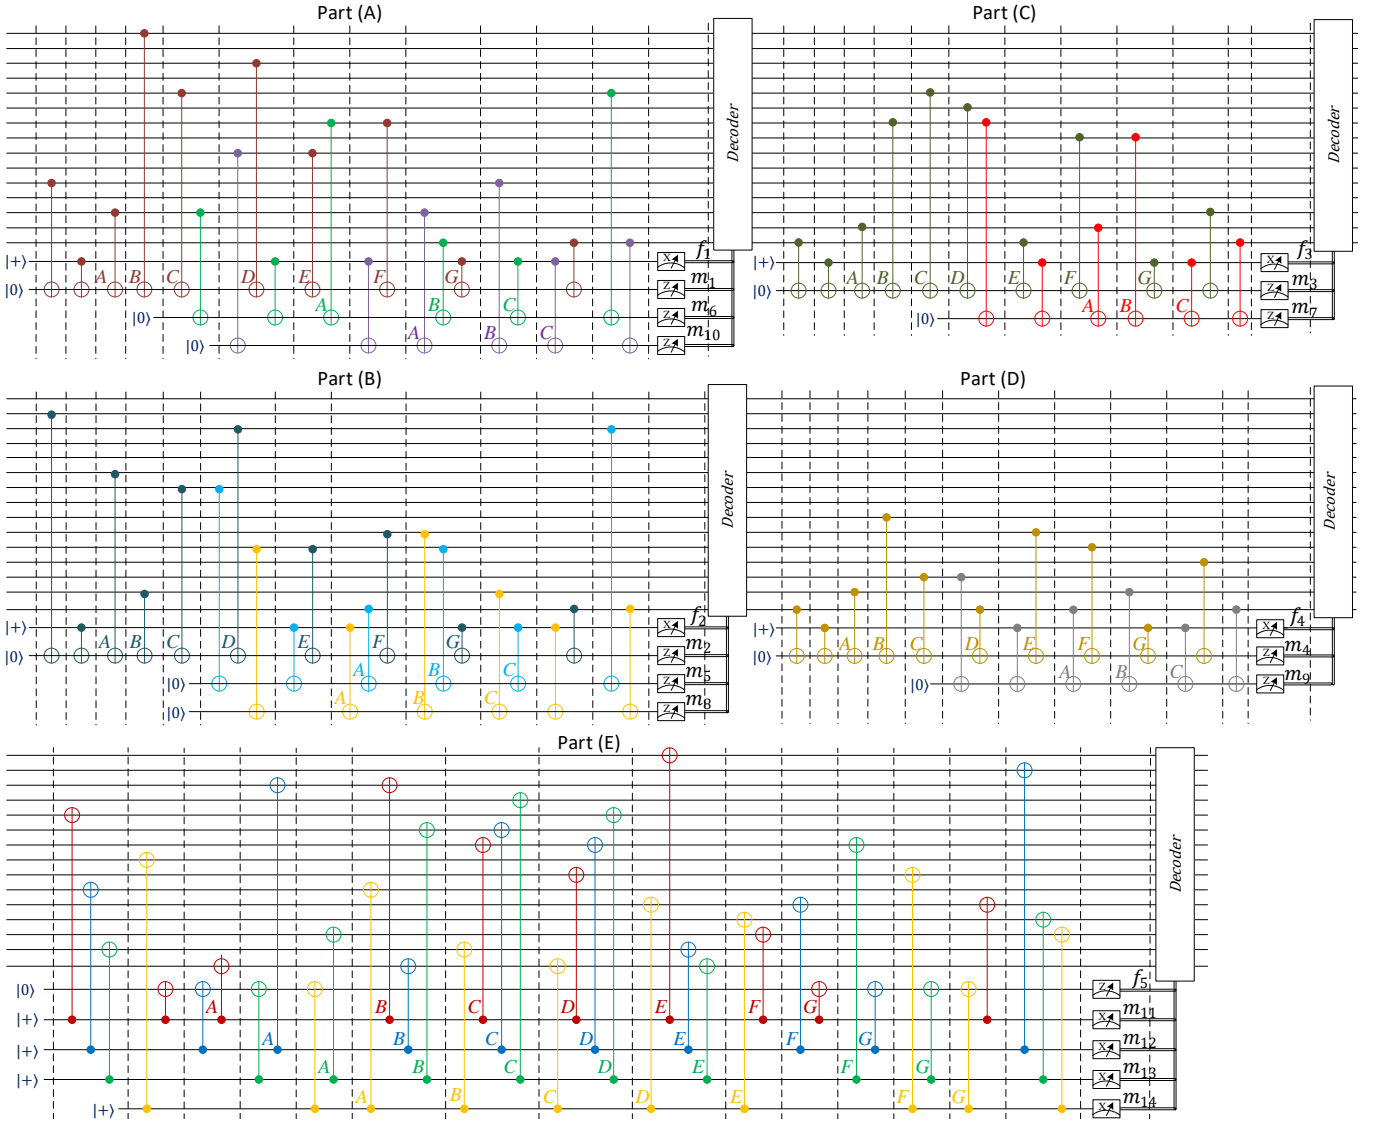 Part (A)
Part (C)
Decoder
Decoder
|+⟩ f₁
|0⟩ A B C D E F G m₁
|0⟩ A B C m₆
|0⟩ A B C m₁₀
|+⟩ f₃
|0⟩ A B C D E F G m₃
|0⟩ A B C m₇
X Z Z Z
X Z Z
Part (B)
Part (D)
Decoder
Decoder
|+⟩ f₂
|0⟩ A B C D E F G m₂
|0⟩ A B C m₅
|0⟩ A B C m₈
|+⟩ f₄
|0⟩ A B C D E F G m₄
|0⟩ A B C m₉
X Z Z Z
X Z Z
Part (E)
Decoder
|0⟩ Z f₅
|+⟩ A B C D E F G X m₁₁
|+⟩ A B C D E F G X m₁₂
|+⟩ A B C D E F G X m₁₃
|+⟩ A B C D E F G X m₁₄